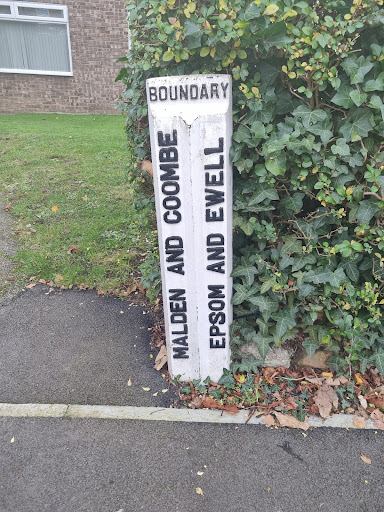 BOUNDARY
MALDEN AND COOMBE
EPSOM AND EWELL